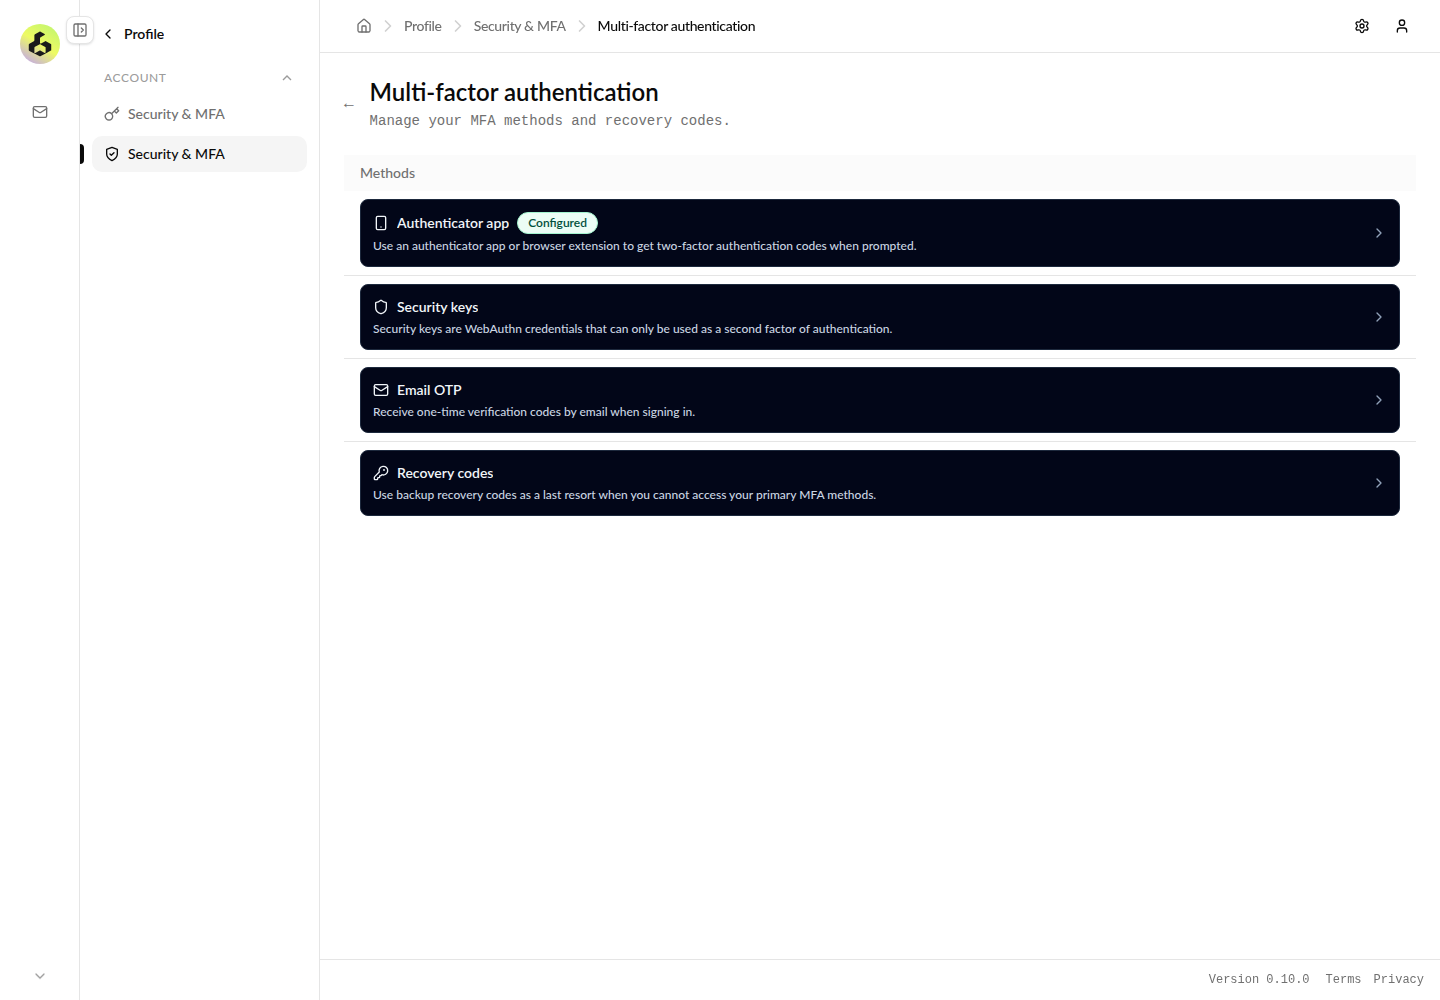 Profile
ACCOUNT
Security & MFA
Security & MFA
Profile
Security & MFA
Multi-factor authentication
Multi-factor authentication
Manage your MFA methods and recovery codes.
Methods
Authenticator app
Configured
Use an authenticator app or browser extension to get two-factor authentication codes when prompted.
Security keys
Security keys are WebAuthn credentials that can only be used as a second factor of authentication.
Email OTP
Receive one-time verification codes by email when signing in.
Recovery codes
Use backup recovery codes as a last resort when you cannot access your primary MFA methods.
Version 0.10.0
Terms
Privacy